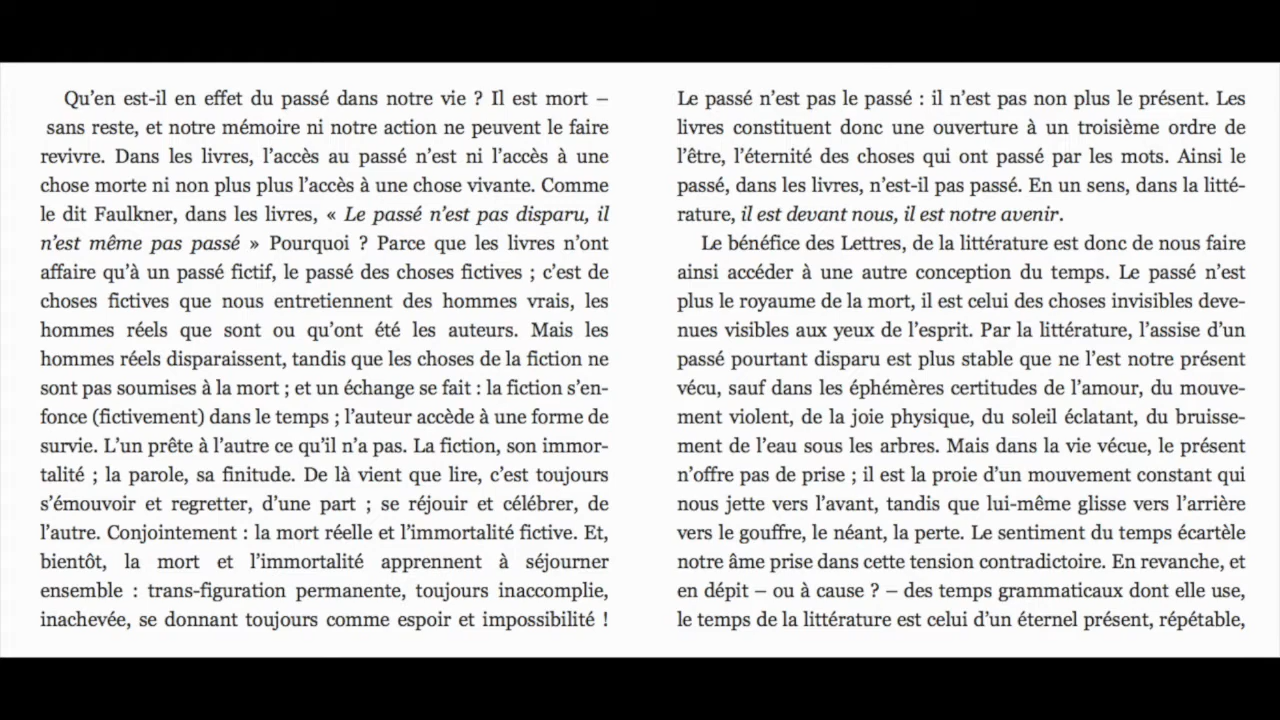 Qu’en est-il en effet du passé dans notre vie ? Il est mort –
sans reste, et notre mémoire ni notre action ne peuvent le faire
revivre. Dans les livres, l’accès au passé n’est ni l’accès à une
chose morte ni non plus plus l’accès à une chose vivante. Comme
le dit Faulkner, dans les livres, « Le passé n’est pas disparu, il
n’est même pas passé » Pourquoi ? Parce que les livres n’ont
affaire qu’à un passé fictif, le passé des choses fictives ; c’est de
choses fictives que nous entretiennent des hommes vrais, les
hommes réels que sont ou qu’ont été les auteurs. Mais les
hommes réels disparaissent, tandis que les choses de la fiction ne
sont pas soumises à la mort ; et un échange se fait : la fiction s’en-
fonce (fictivement) dans le temps ; l’auteur accède à une forme de
survie. L’un prête à l’autre ce qu’il n’a pas. La fiction, son immor-
talité ; la parole, sa finitude. De là vient que lire, c’est toujours
s’émouvoir et regretter, d’une part ; se réjouir et célébrer, de
l’autre. Conjointement : la mort réelle et l’immortalité fictive. Et,
bientôt, la mort et l’immortalité apprennent à séjourner
ensemble : trans-figuration permanente, toujours inaccomplie,
inachevée, se donnant toujours comme espoir et impossibilité !
Le passé n’est pas le passé : il n’est pas non plus le présent. Les
livres constituent donc une ouverture à un troisième ordre de
l’être, l’éternité des choses qui ont passé par les mots. Ainsi le
passé, dans les livres, n’est-il pas passé. En un sens, dans la litté-
rature, il est devant nous, il est notre avenir.
Le bénéfice des Lettres, de la littérature est donc de nous faire
ainsi accéder à une autre conception du temps. Le passé n’est
plus le royaume de la mort, il est celui des choses invisibles deve-
nues visibles aux yeux de l’esprit. Par la littérature, l’assise d’un
passé pourtant disparu est plus stable que ne l’est notre présent
vécu, sauf dans les éphémères certitudes de l’amour, du mouve-
ment violent, de la joie physique, du soleil éclatant, du bruisse-
ment de l’eau sous les arbres. Mais dans la vie vécue, le présent
n’offre pas de prise ; il est la proie d’un mouvement constant qui
nous jette vers l’avant, tandis que lui-même glisse vers l’arrière
vers le gouffre, le néant, la perte. Le sentiment du temps écartèle
notre âme prise dans cette tension contradictoire. En revanche, et
en dépit – ou à cause ? – des temps grammaticaux dont elle use,
le temps de la littérature est celui d’un éternel présent, répétable,